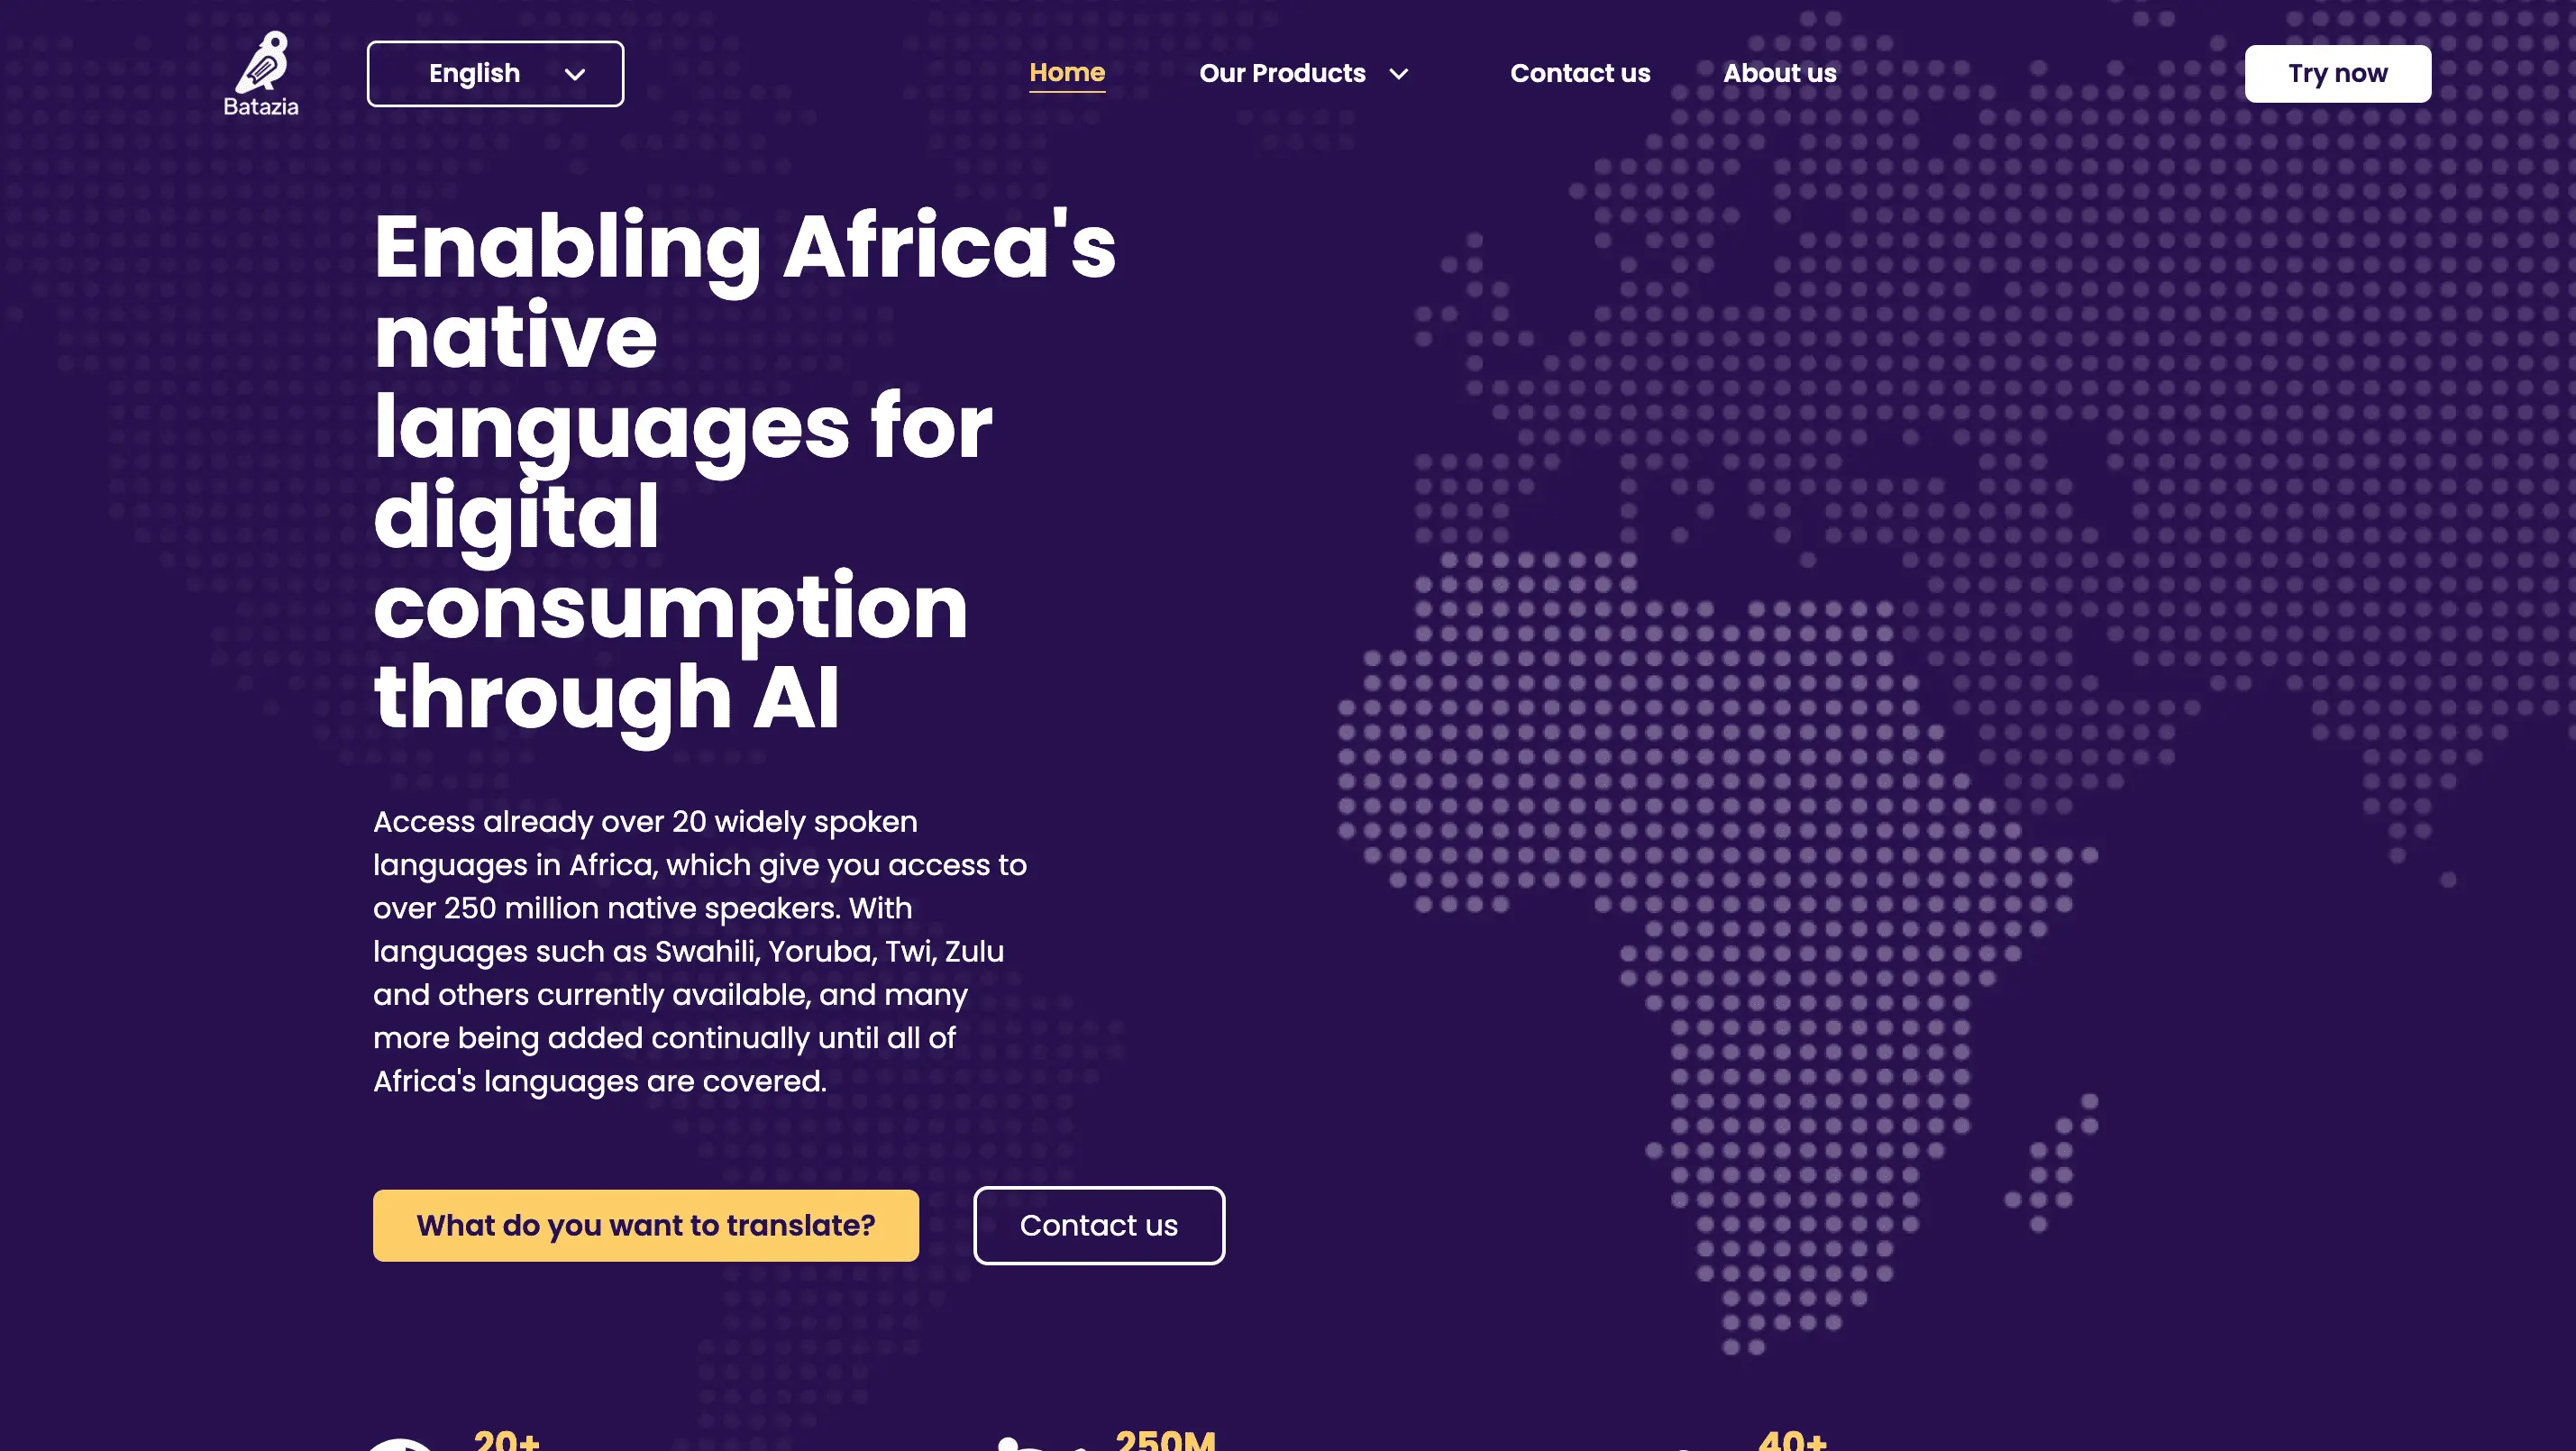 Batazia
English
Home
Our Products
Contact us
About us
Try now
Enabling Africa's
native
languages for
digital
consumption
through AI
Access already over 20 widely spoken
languages in Africa, which give you access to
over 250 million native speakers. With
languages such as Swahili, Yoruba, Twi, Zulu
and others currently available, and many
more being added continually until all of
Africa's languages are covered.
What do you want to translate?
Contact us
20+
250M
40+